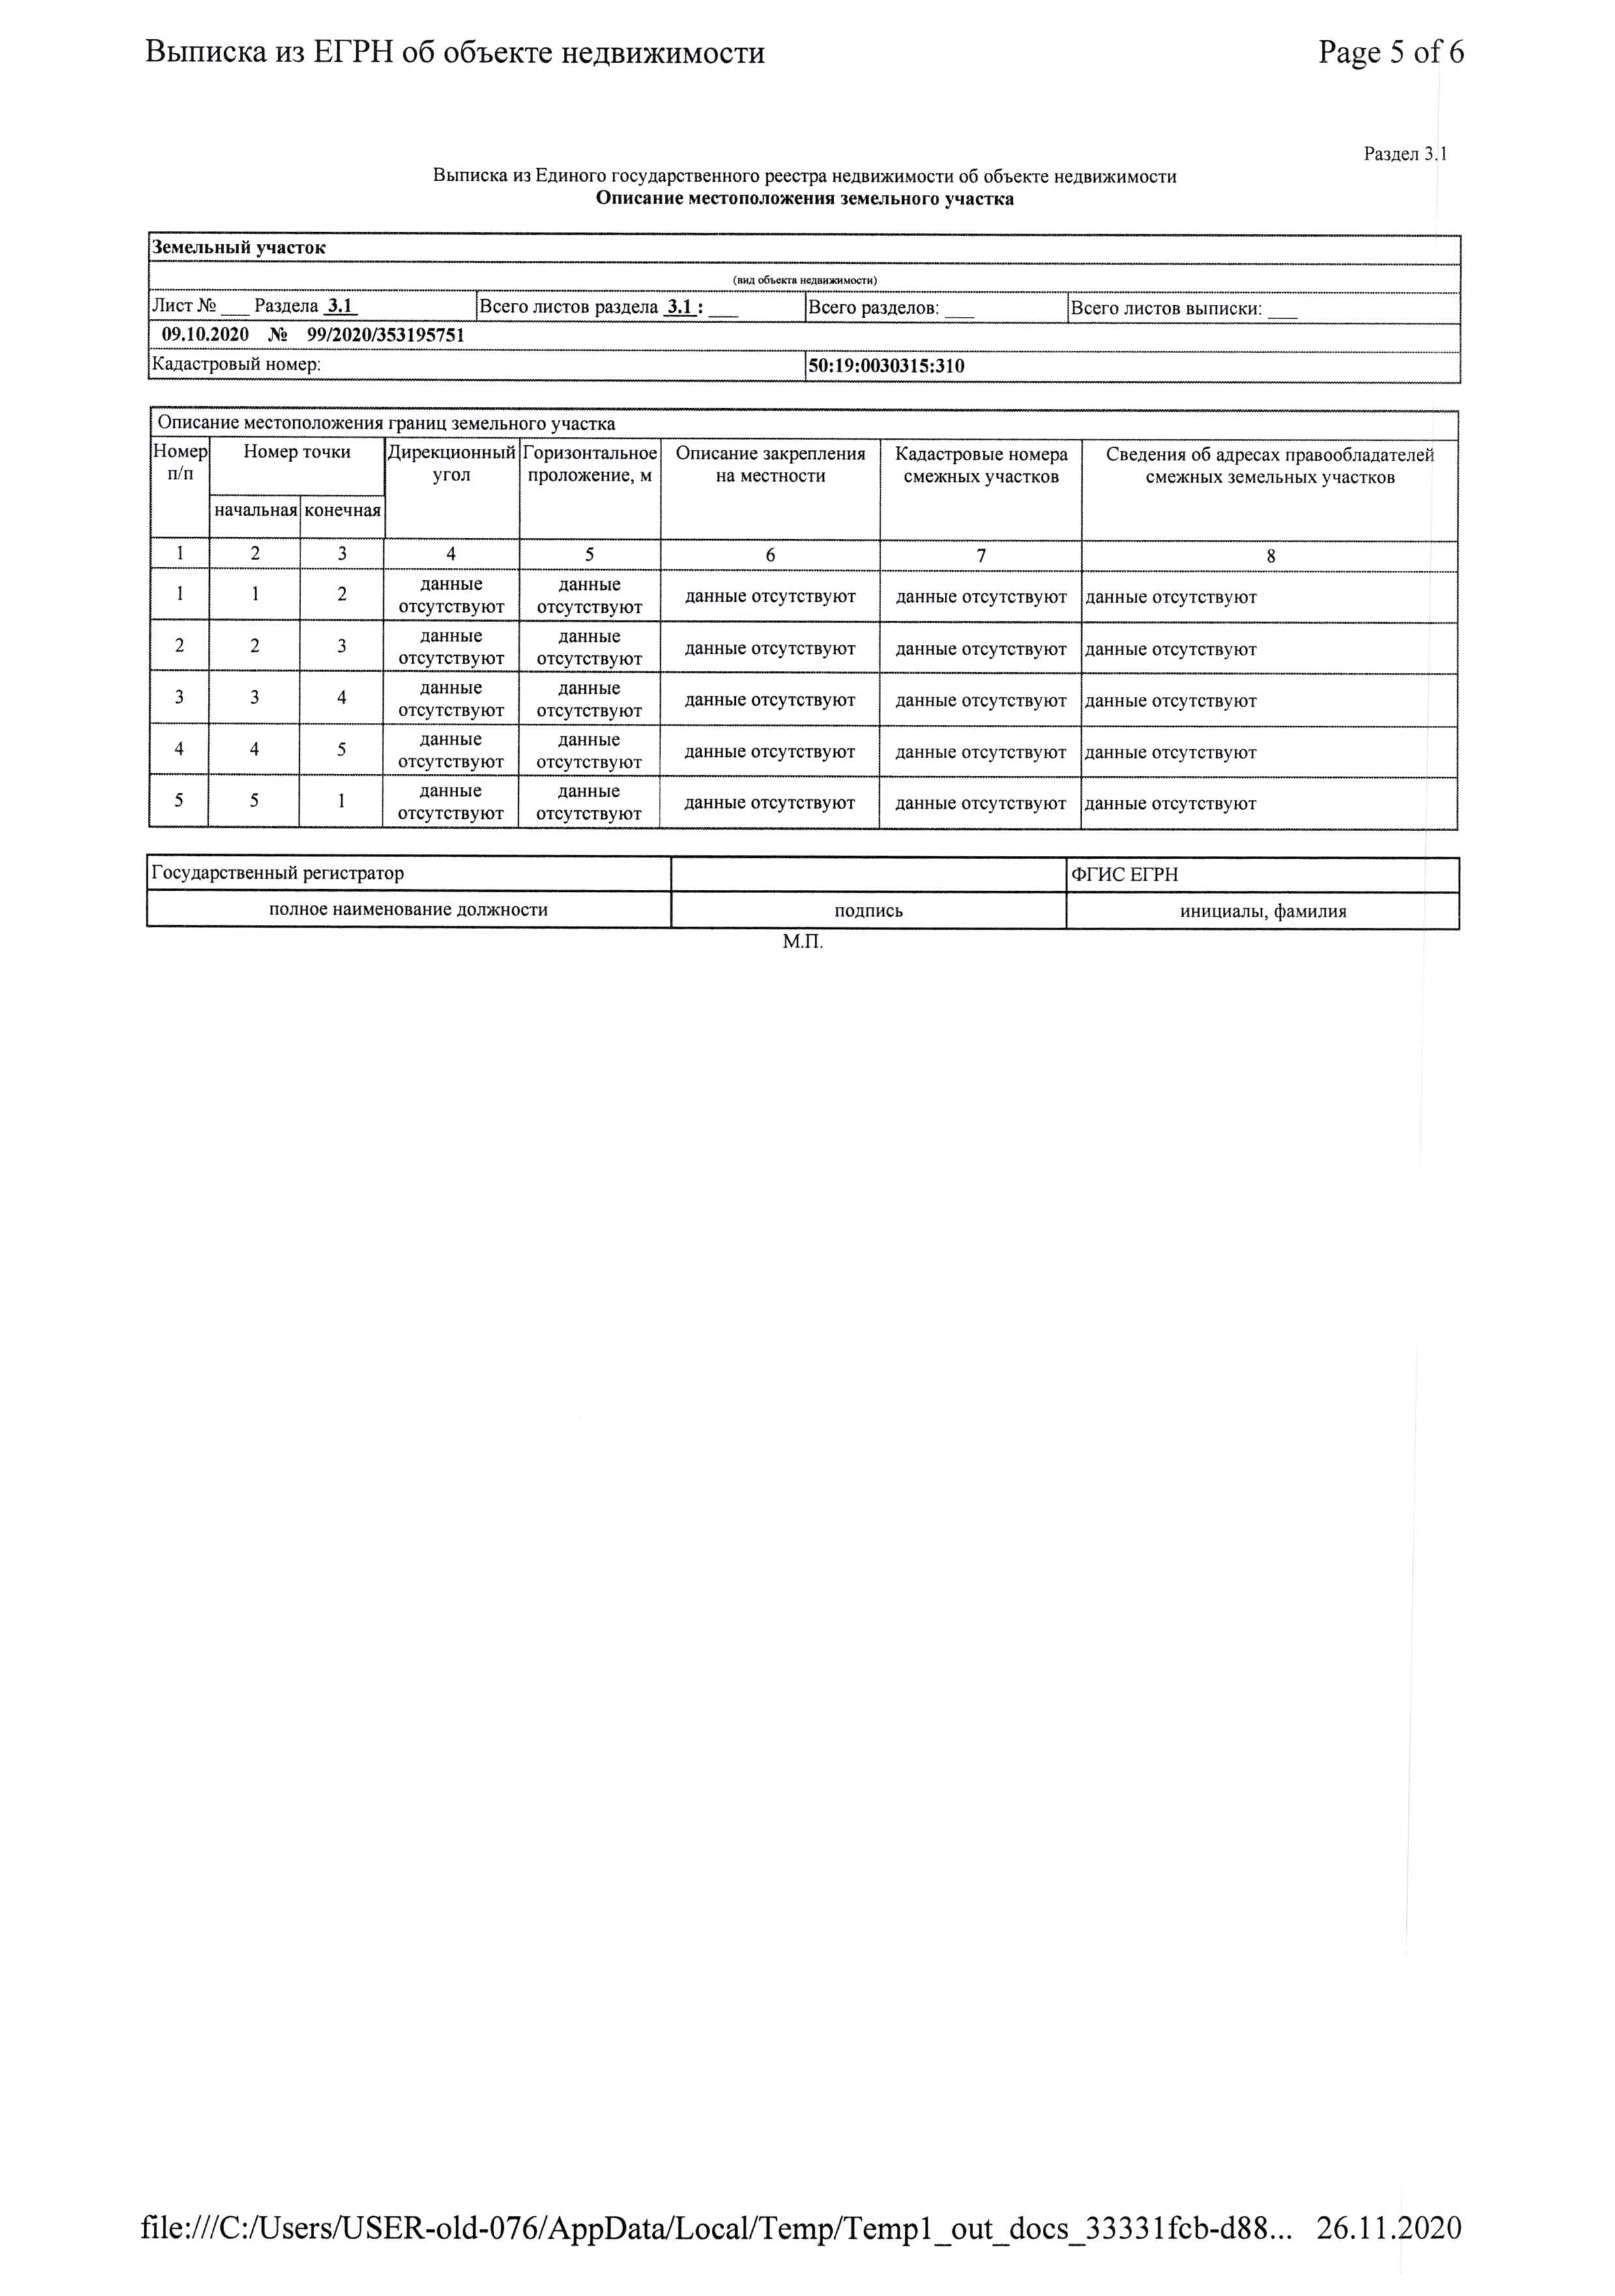 Выписка из ЕГРН об объекте недвижимости Page 5 of 6
Раздел 3.1
Выписка из Единого государственного реестра недвижимости об объекте недвижимости
Описание местоположения земельного участка
Земельный участок
(вид объекта недвижимости)
Лист № ___ Раздела 3.1 Всего листов раздела 3.1 : ___ Всего разделов: ___ Всего листов выписки: ___
09.10.2020 № 99/2020/353195751
Кадастровый номер: 50:19:0030315:310
Описание местоположения границ земельного участка
Номер п/п Номер точки Дирекционный угол Горизонтальное проложение, м Описание закрепления на местности Кадастровые номера смежных участков Сведения об адресах правообладателей смежных земельных участков
начальная конечная
1 2 3 4 5 6 7 8
1 1 2 данные отсутствуют данные отсутствуют данные отсутствуют данные отсутствуют данные отсутствуют
2 2 3 данные отсутствуют данные отсутствуют данные отсутствуют данные отсутствуют данные отсутствуют
3 3 4 данные отсутствуют данные отсутствуют данные отсутствуют данные отсутствуют данные отсутствуют
4 4 5 данные отсутствуют данные отсутствуют данные отсутствуют данные отсутствуют данные отсутствуют
5 5 1 данные отсутствуют данные отсутствуют данные отсутствуют данные отсутствуют данные отсутствуют
Государственный регистратор ФГИС ЕГРН
полное наименование должности подпись инициалы, фамилия
М.П.
file:///C:/Users/USER-old-076/AppData/Local/Temp/Temp1_out_docs_33331fcb-d88... 26.11.2020